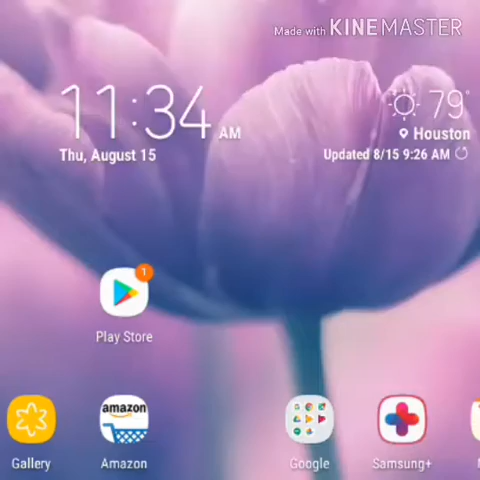 Made with KINEMASTER
11:34 AM
79°
Houston
Thu, August 15
Updated 8/15 9:26 AM
1
Play Store
amazon
Gallery
Amazon
Google
Samsung+